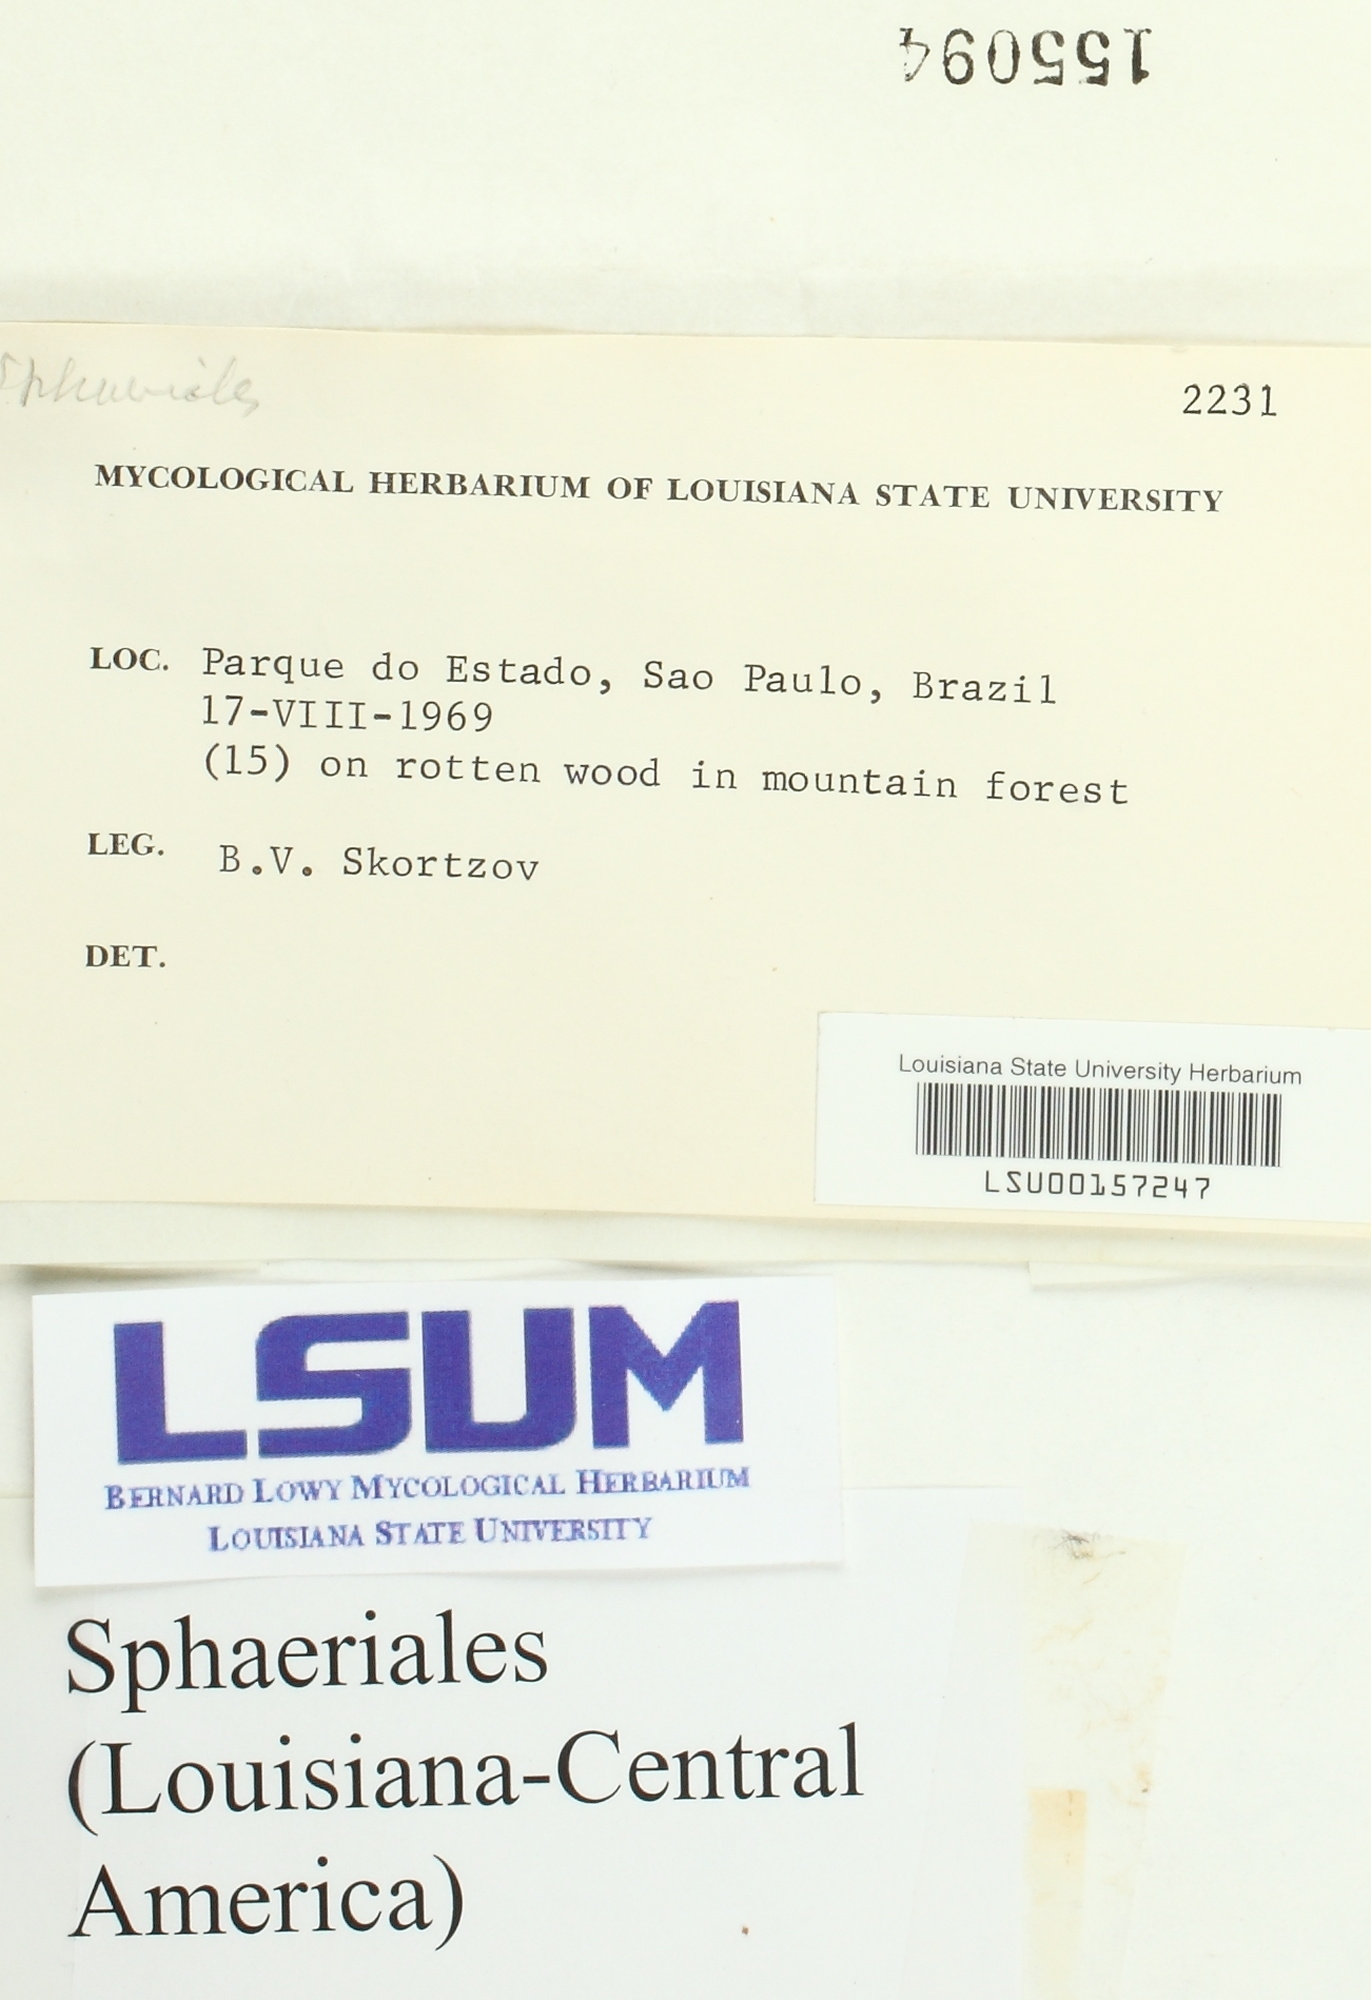 155094
Sphaeriales
2231
MYCOLOGICAL HERBARIUM OF LOUISIANA STATE UNIVERSITY
LOC. Parque do Estado, Sao Paulo, Brazil
17-VIII-1969
(15) on rotten wood in mountain forest
LEG. B.V. Skortzov
DET.
Louisiana State University Herbarium
LSU00157247
LSUM
BERNARD LOWY MYCOLOGICAL HERBARIUM
LOUISIANA STATE UNIVERSITY
Sphaeriales
(Louisiana-Central
America)